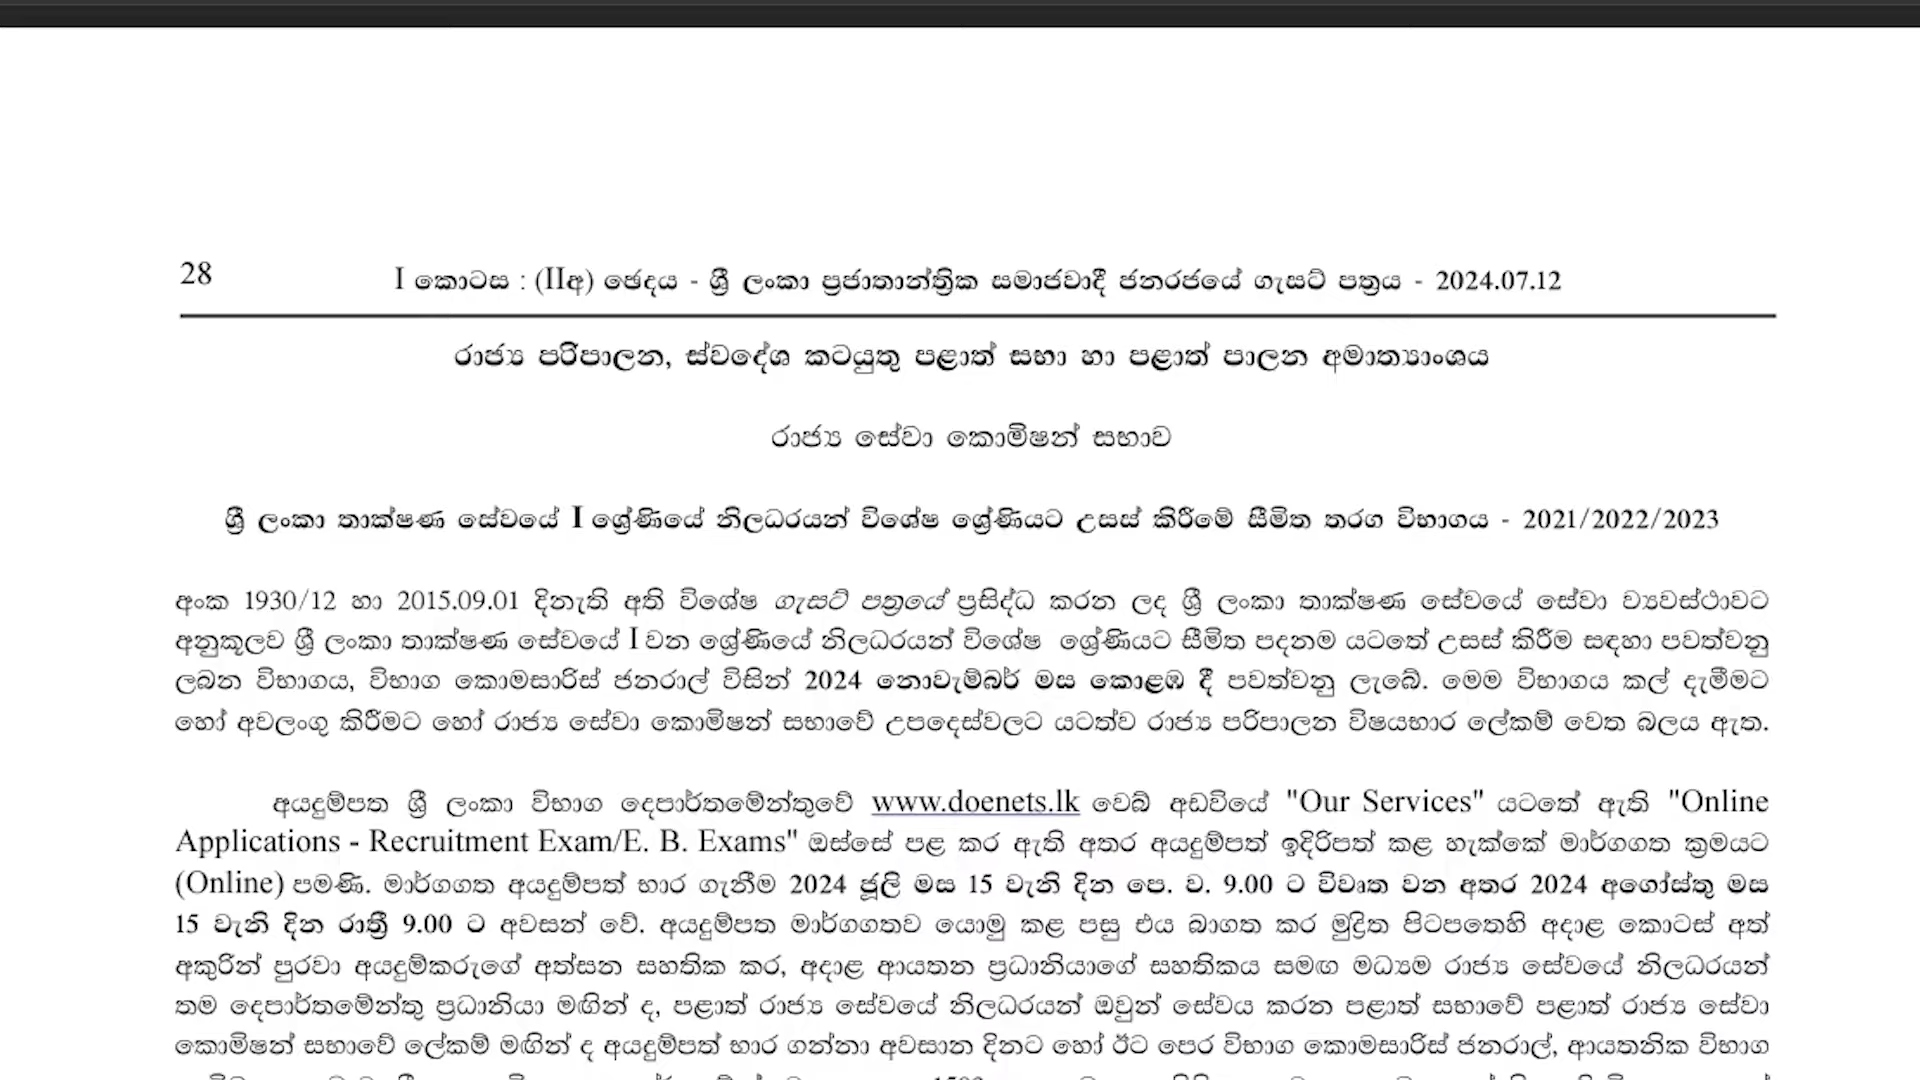 28
I කොටස : (IIඅ) ඡෙදය - ශ්‍රී ලංකා ප්‍රජාතාන්ත්‍රික සමාජවාදී ජනරජයේ ගැසට් පත්‍රය - 2024.07.12
රාජ්‍ය පරිපාලන, ස්වදේශ කටයුතු පළාත් සභා හා පළාත් පාලන අමාත්‍යාංශය
රාජ්‍ය සේවා කොමිෂන් සභාව
ශ්‍රී ලංකා තාක්ෂණ සේවයේ I ශ්‍රේණියේ නිලධරයන් විශේෂ ශ්‍රේණියට උසස් කිරීමේ සීමිත තරග විභාගය - 2021/2022/2023
අංක 1930/12 හා 2015.09.01 දිනැති අති විශේෂ ගැසට් පත්‍රයේ ප්‍රසිද්ධ කරන ලද ශ්‍රී ලංකා තාක්ෂණ සේවයේ සේවා ව්‍යවස්ථාවට
අනුකූලව ශ්‍රී ලංකා තාක්ෂණ සේවයේ I වන ශ්‍රේණියේ නිලධරයන් විශේෂ ශ්‍රේණියට සීමිත පදනම යටතේ උසස් කිරීම සඳහා පවත්වනු
ලබන විභාගය, විභාග කොමසාරිස් ජනරාල් විසින් 2024 නොවැම්බර් මස කොළඹ දී පවත්වනු ලැබේ. මෙම විභාගය කල් දැමීමට
හෝ අවලංගු කිරීමට හෝ රාජ්‍ය සේවා කොමිෂන් සභාවේ උපදෙස්වලට යටත්ව රාජ්‍ය පරිපාලන විෂයභාර ලේකම් වෙත බලය ඇත.
අයදුම්පත ශ්‍රී ලංකා විභාග දෙපාර්තමේන්තුවේ www.doenets.lk වෙබ් අඩවියේ "Our Services" යටතේ ඇති "Online
Applications - Recruitment Exam/E. B. Exams" ඔස්සේ පළ කර ඇති අතර අයදුම්පත් ඉදිරිපත් කළ හැක්කේ මාර්ගගත ක්‍රමයට
(Online) පමණි. මාර්ගගත අයදුම්පත් භාර ගැනීම 2024 ජූලි මස 15 වැනි දින පෙ. ව. 9.00 ට විවෘත වන අතර 2024 අගෝස්තු මස
15 වැනි දින රාත්‍රී 9.00 ට අවසන් වේ. අයදුම්පත මාර්ගගතව යොමු කළ පසු එය බාගත කර මුද්‍රිත පිටපතෙහි අදාළ කොටස් අත්
අකුරින් පුරවා අයදුම්කරුගේ අත්සන සහතික කර, අදාළ ආයතන ප්‍රධානියාගේ සහතිකය සමඟ මධ්‍යම රාජ්‍ය සේවයේ නිලධරයන්
තම දෙපාර්තමේන්තු ප්‍රධානියා මඟින් ද, පළාත් රාජ්‍ය සේවයේ නිලධරයන් ඔවුන් සේවය කරන පළාත් සභාවේ පළාත් රාජ්‍ය සේවා
කොමිෂන් සභාවේ ලේකම් මඟින් ද අයදුම්පත් භාර ගන්නා අවසාන දිනට හෝ ඊට පෙර විභාග කොමසාරිස් ජනරාල්, ආයතනික විභාග